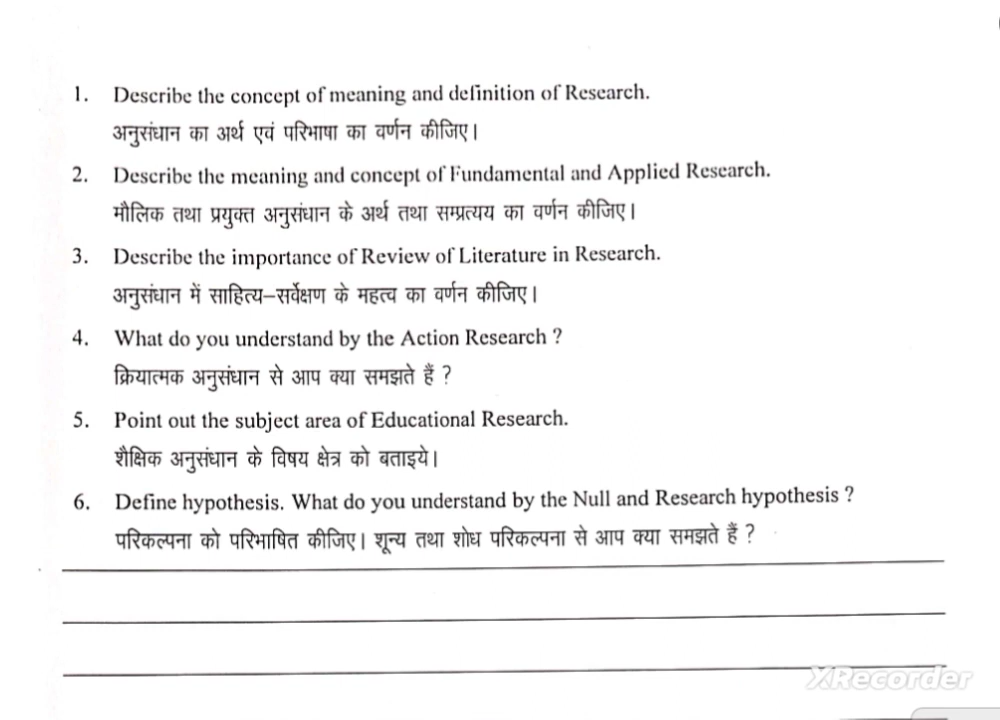 1. Describe the concept of meaning and definition of Research.
अनुसंधान का अर्थ एवं परिभाषा का वर्णन कीजिए।
2. Describe the meaning and concept of Fundamental and Applied Research.
मौलिक तथा प्रयुक्त अनुसंधान के अर्थ तथा सम्प्रत्यय का वर्णन कीजिए।
3. Describe the importance of Review of Literature in Research.
अनुसंधान में साहित्य–सर्वेक्षण के महत्व का वर्णन कीजिए।
4. What do you understand by the Action Research ?
क्रियात्मक अनुसंधान से आप क्या समझते हैं ?
5. Point out the subject area of Educational Research.
शैक्षिक अनुसंधान के विषय क्षेत्र को बताइये।
6. Define hypothesis. What do you understand by the Null and Research hypothesis ?
परिकल्पना को परिभाषित कीजिए। शून्य तथा शोध परिकल्पना से आप क्या समझते हैं ?
XRecorder